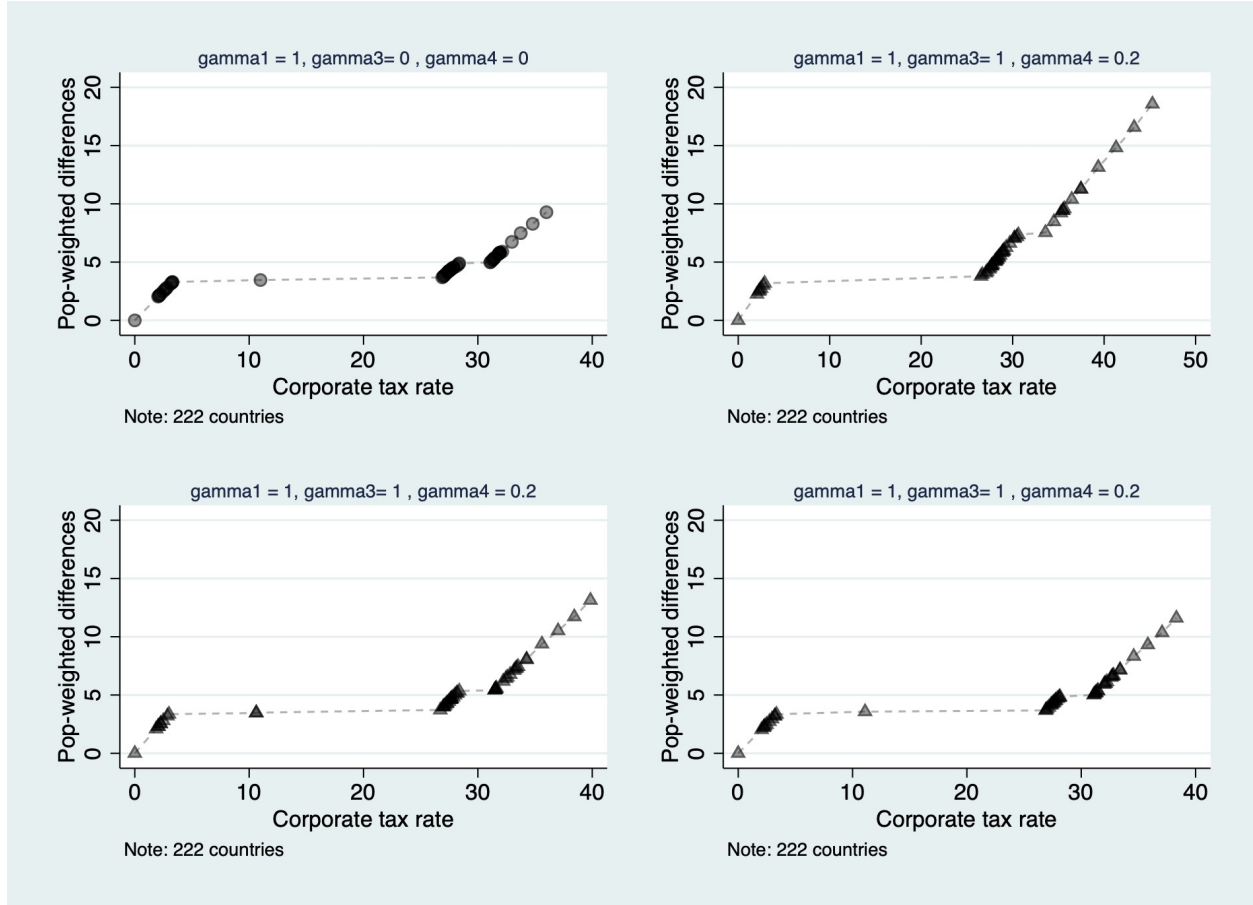 gamma1 = 1, gamma3= 0 , gamma4 = 0
Pop-weighted differences
20
15
10
5
0
0 10 20 30 40
Corporate tax rate
Note: 222 countries
gamma1 = 1, gamma3= 1 , gamma4 = 0.2
Pop-weighted differences
20
15
10
5
0
0 10 20 30 40 50
Corporate tax rate
Note: 222 countries
gamma1 = 1, gamma3= 1 , gamma4 = 0.2
Pop-weighted differences
20
15
10
5
0
0 10 20 30 40
Corporate tax rate
Note: 222 countries
gamma1 = 1, gamma3= 1 , gamma4 = 0.2
Pop-weighted differences
20
15
10
5
0
0 10 20 30 40
Corporate tax rate
Note: 222 countries